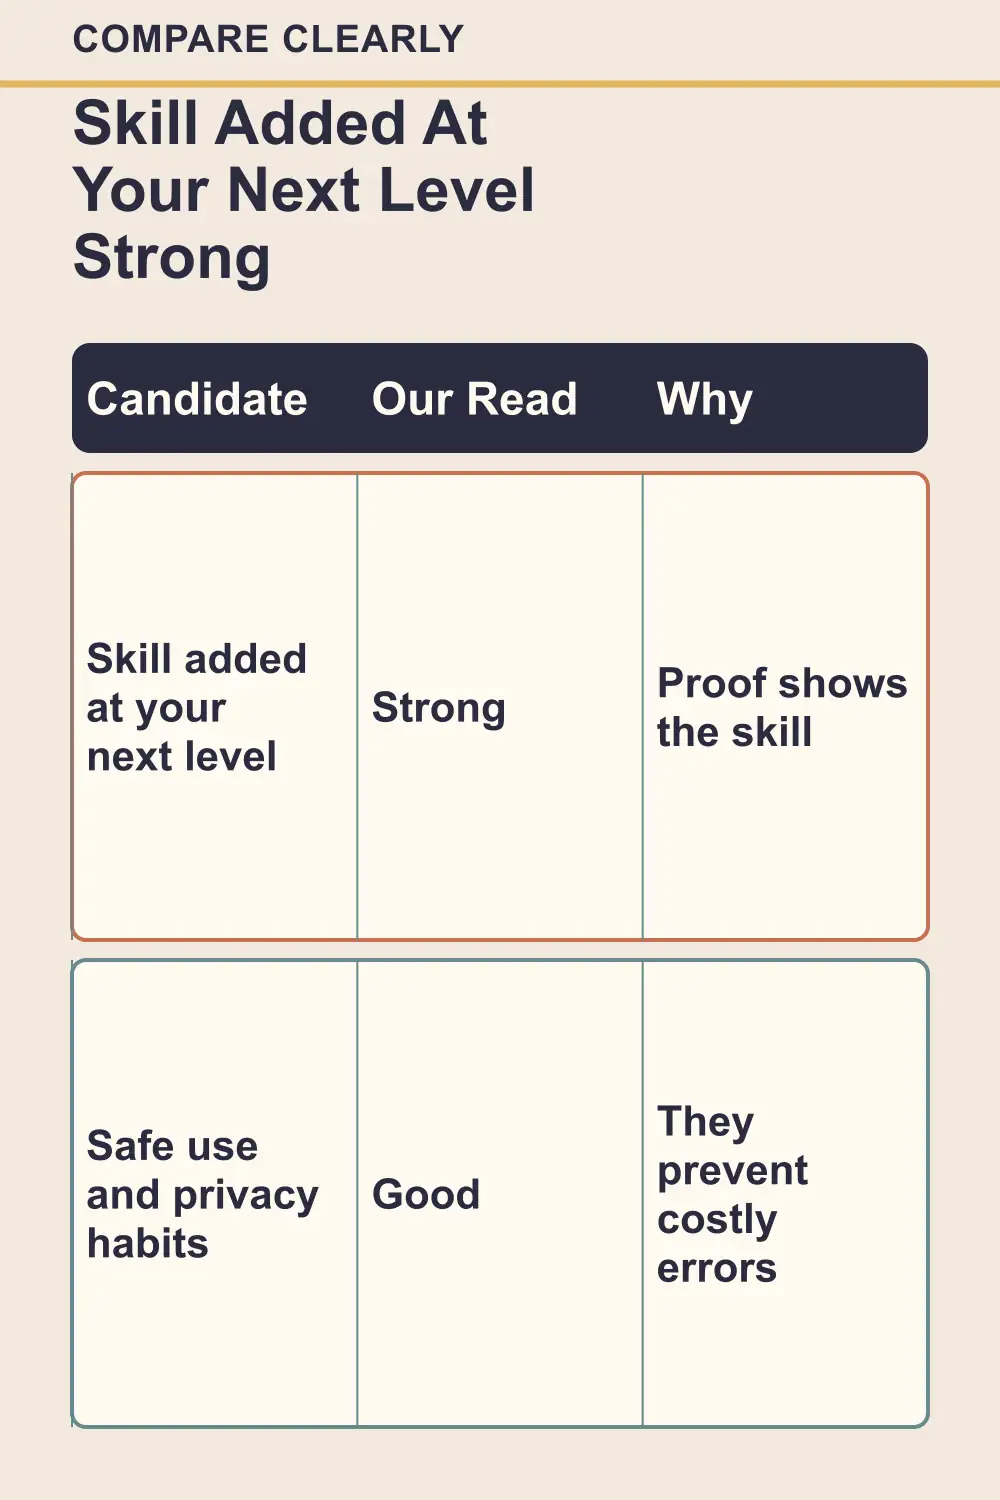 COMPARE CLEARLY
Skill Added At
Your Next Level
Strong
Candidate Our Read Why
Skill added
at your
next level
Strong
Proof shows
the skill
Safe use
and privacy
habits
Good
They
prevent
costly
errors